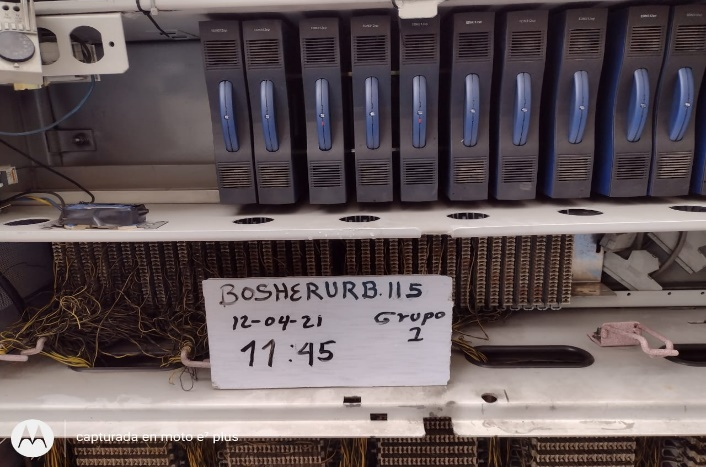 BOSHERURB.115
12-04-21 Grupo
1
11:45
capturada en moto e⁶ plus